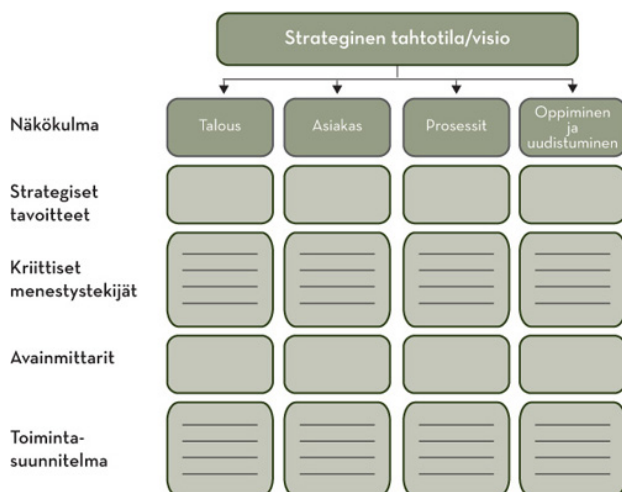 Strateginen tahtotila/visio
Näkökulma
Talous
Asiakas
Prosessit
Oppiminen
ja
uudistuminen
Strategiset
tavoitteet
Kriittiset
menestystekijät
Avainmittarit
Toiminta-
suunnitelma